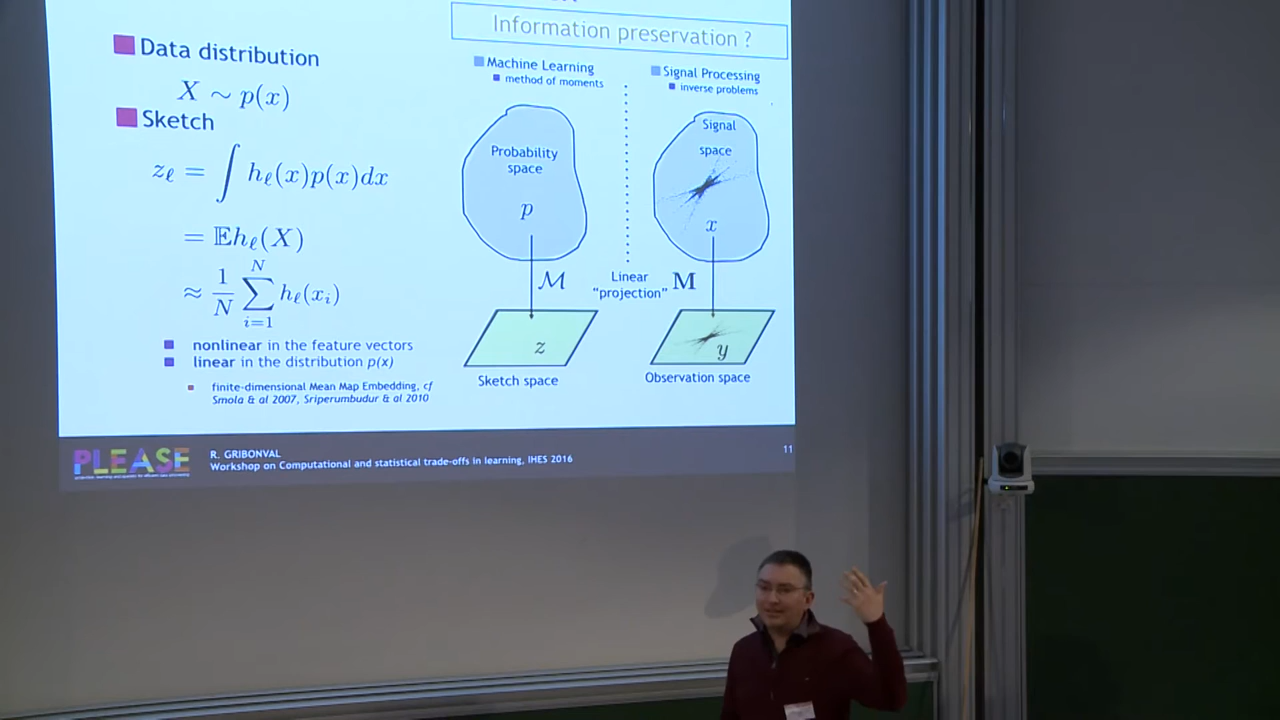 Information preservation ?
Data distribution
X ∼ p(x)
Sketch
z_ℓ = ∫ h_ℓ(x)p(x)dx
= 𝔼h_ℓ(X)
≈ 1/N ∑_{i=1}^{N} h_ℓ(x_i)
nonlinear in the feature vectors
linear in the distribution p(x)
finite-dimensional Mean Map Embedding, cf
Smola & al 2007, Sriperumbudur & al 2010
Machine Learning
method of moments
Probability
space
p
ℳ
z
Sketch space
Linear
"projection"
Signal Processing
inverse problems
Signal
space
x
M
y
Observation space
PLEASE
R. GRIBONVAL
Workshop on Computational and statistical trade-offs in learning, IHES 2016
11